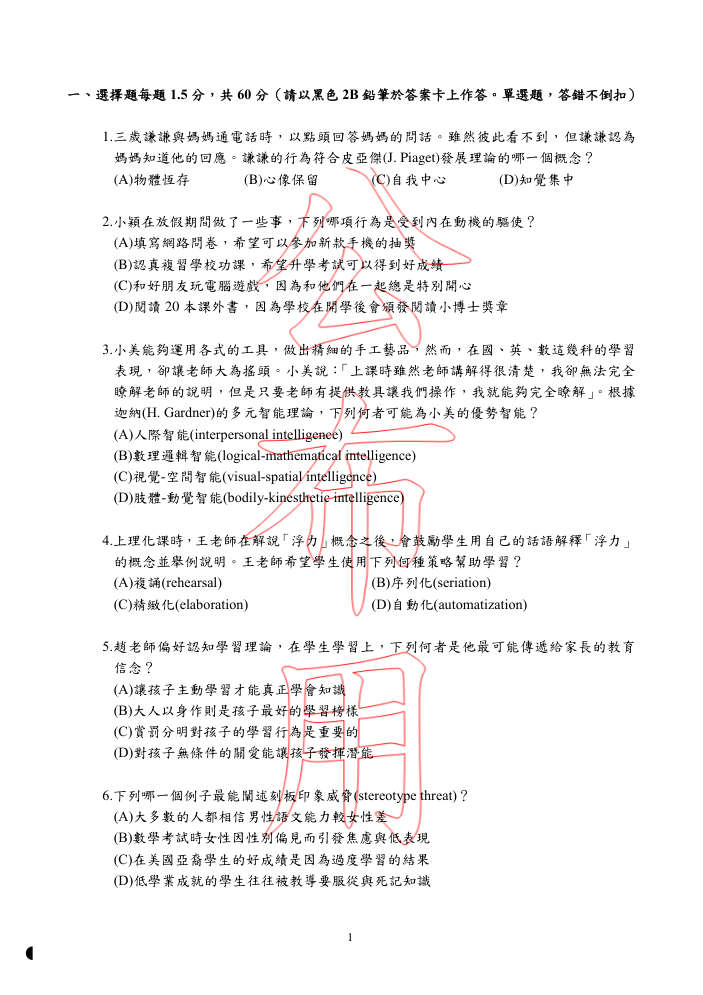 一、選擇題每題 1.5 分，共 60 分（請以黑色 2B 鉛筆於答案卡上作答。單選題，答錯不倒扣）
1.三歲謙謙與媽媽通電話時，以點頭回答媽媽的問話。雖然彼此看不到，但謙謙認為
媽媽知道他的回應。謙謙的行為符合皮亞傑(J. Piaget)發展理論的哪一個概念？
(A)物體恆存 (B)心像保留 (C)自我中心 (D)知覺集中
2.小穎在放假期間做了一些事，下列哪項行為是受到內在動機的驅使？
(A)填寫網路問卷，希望可以參加新款手機的抽獎
(B)認真複習學校功課，希望升學考試可以得到好成績
(C)和好朋友玩電腦遊戲，因為和他們在一起總是特別開心
(D)閱讀 20 本課外書，因為學校在開學後會頒發閱讀小博士獎章
3.小美能夠運用各式的工具，做出精細的手工藝品，然而，在國、英、數這幾科的學習
表現，卻讓老師大為搖頭。小美說：「上課時雖然老師講解得很清楚，我卻無法完全
瞭解老師的說明，但是只要老師有提供教具讓我們操作，我就能夠完全瞭解」。根據
迦納(H. Gardner)的多元智能理論，下列何者可能為小美的優勢智能？
(A)人際智能(interpersonal intelligence)
(B)數理邏輯智能(logical-mathematical intelligence)
(C)視覺-空間智能(visual-spatial intelligence)
(D)肢體-動覺智能(bodily-kinesthetic intelligence)
4.上理化課時，王老師在解說「浮力」概念之後，會鼓勵學生用自己的話語解釋「浮力」
的概念並舉例說明。王老師希望學生使用下列何種策略幫助學習？
(A)複誦(rehearsal) (B)序列化(seriation)
(C)精緻化(elaboration) (D)自動化(automatization)
5.趙老師偏好認知學習理論，在學生學習上，下列何者是他最可能傳遞給家長的教育
信念？
(A)讓孩子主動學習才能真正學會知識
(B)大人以身作則是孩子最好的學習榜樣
(C)賞罰分明對孩子的學習行為是重要的
(D)對孩子無條件的關愛能讓孩子發揮潛能
6.下列哪一個例子最能闡述刻板印象威脅(stereotype threat)？
(A)大多數的人都相信男性語文能力較女性差
(B)數學考試時女性因性別偏見而引發焦慮與低表現
(C)在美國亞裔學生的好成績是因為過度學習的結果
(D)低學業成就的學生往往被教導要服從與死記知識
1
公布用